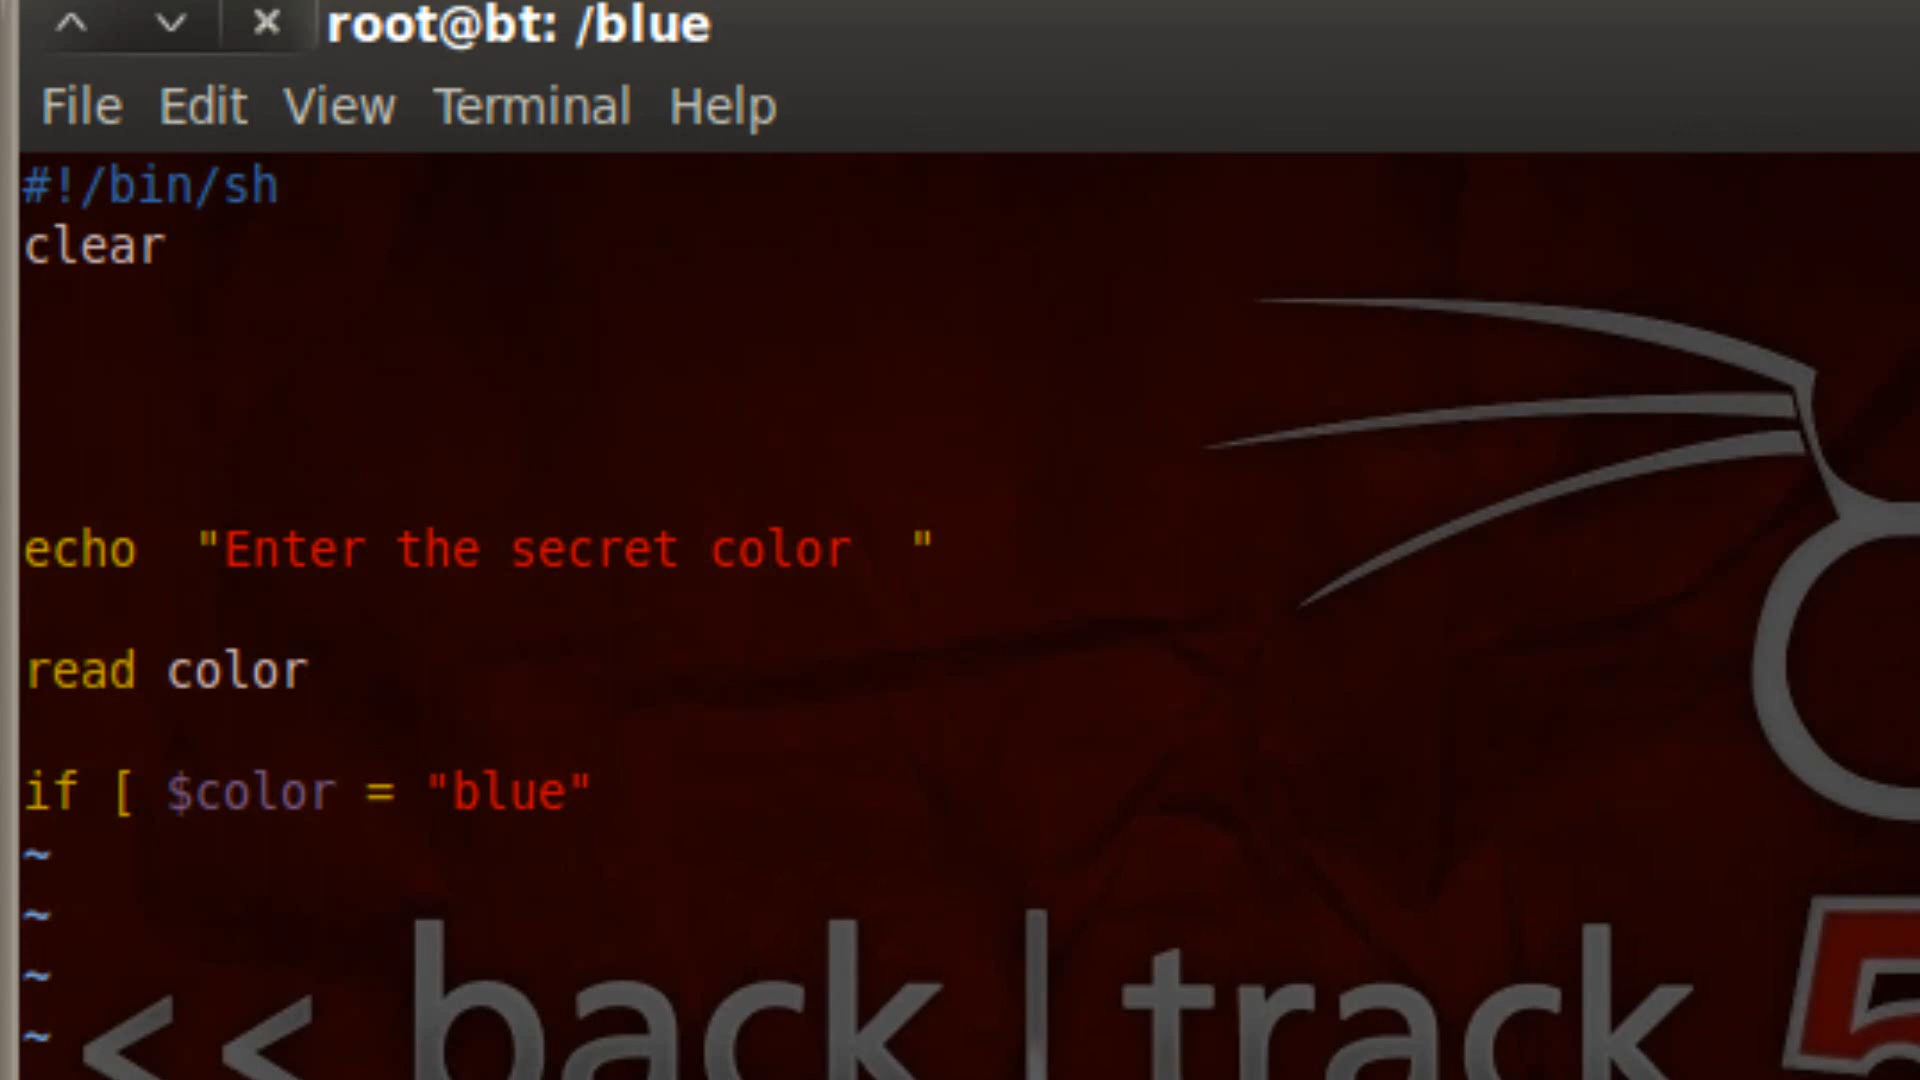 root@bt: /blue
File Edit View Terminal Help
#!/bin/sh
clear
echo  "Enter the secret color  "
read color
if [ $color = "blue"
~
~
~
~
<< back | track 5